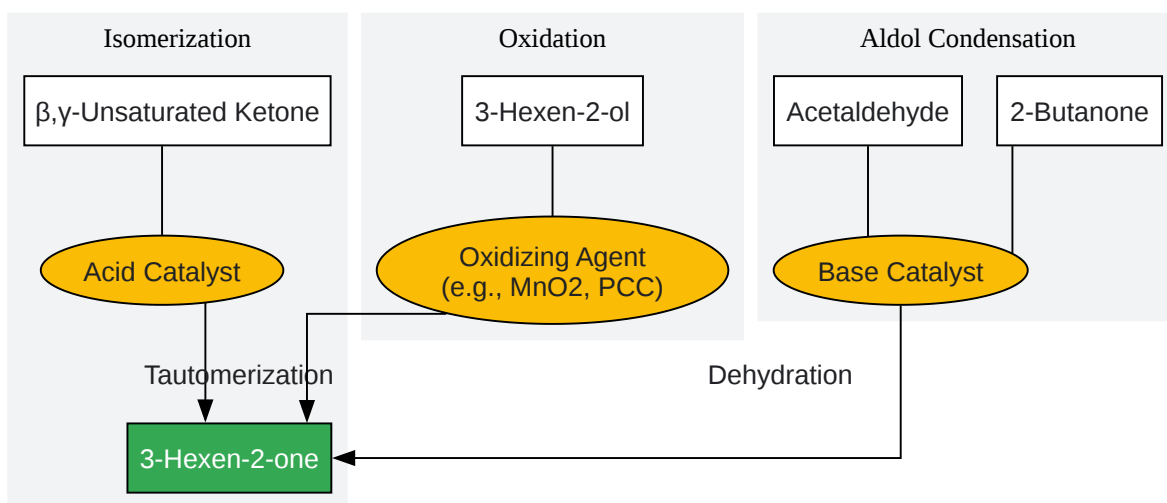 Isomerization
Oxidation
Aldol Condensation
β,γ-Unsaturated Ketone
3-Hexen-2-ol
Acetaldehyde
2-Butanone
Acid Catalyst
Oxidizing Agent
(e.g., MnO2, PCC)
Base Catalyst
Tautomerization
Dehydration
3-Hexen-2-one